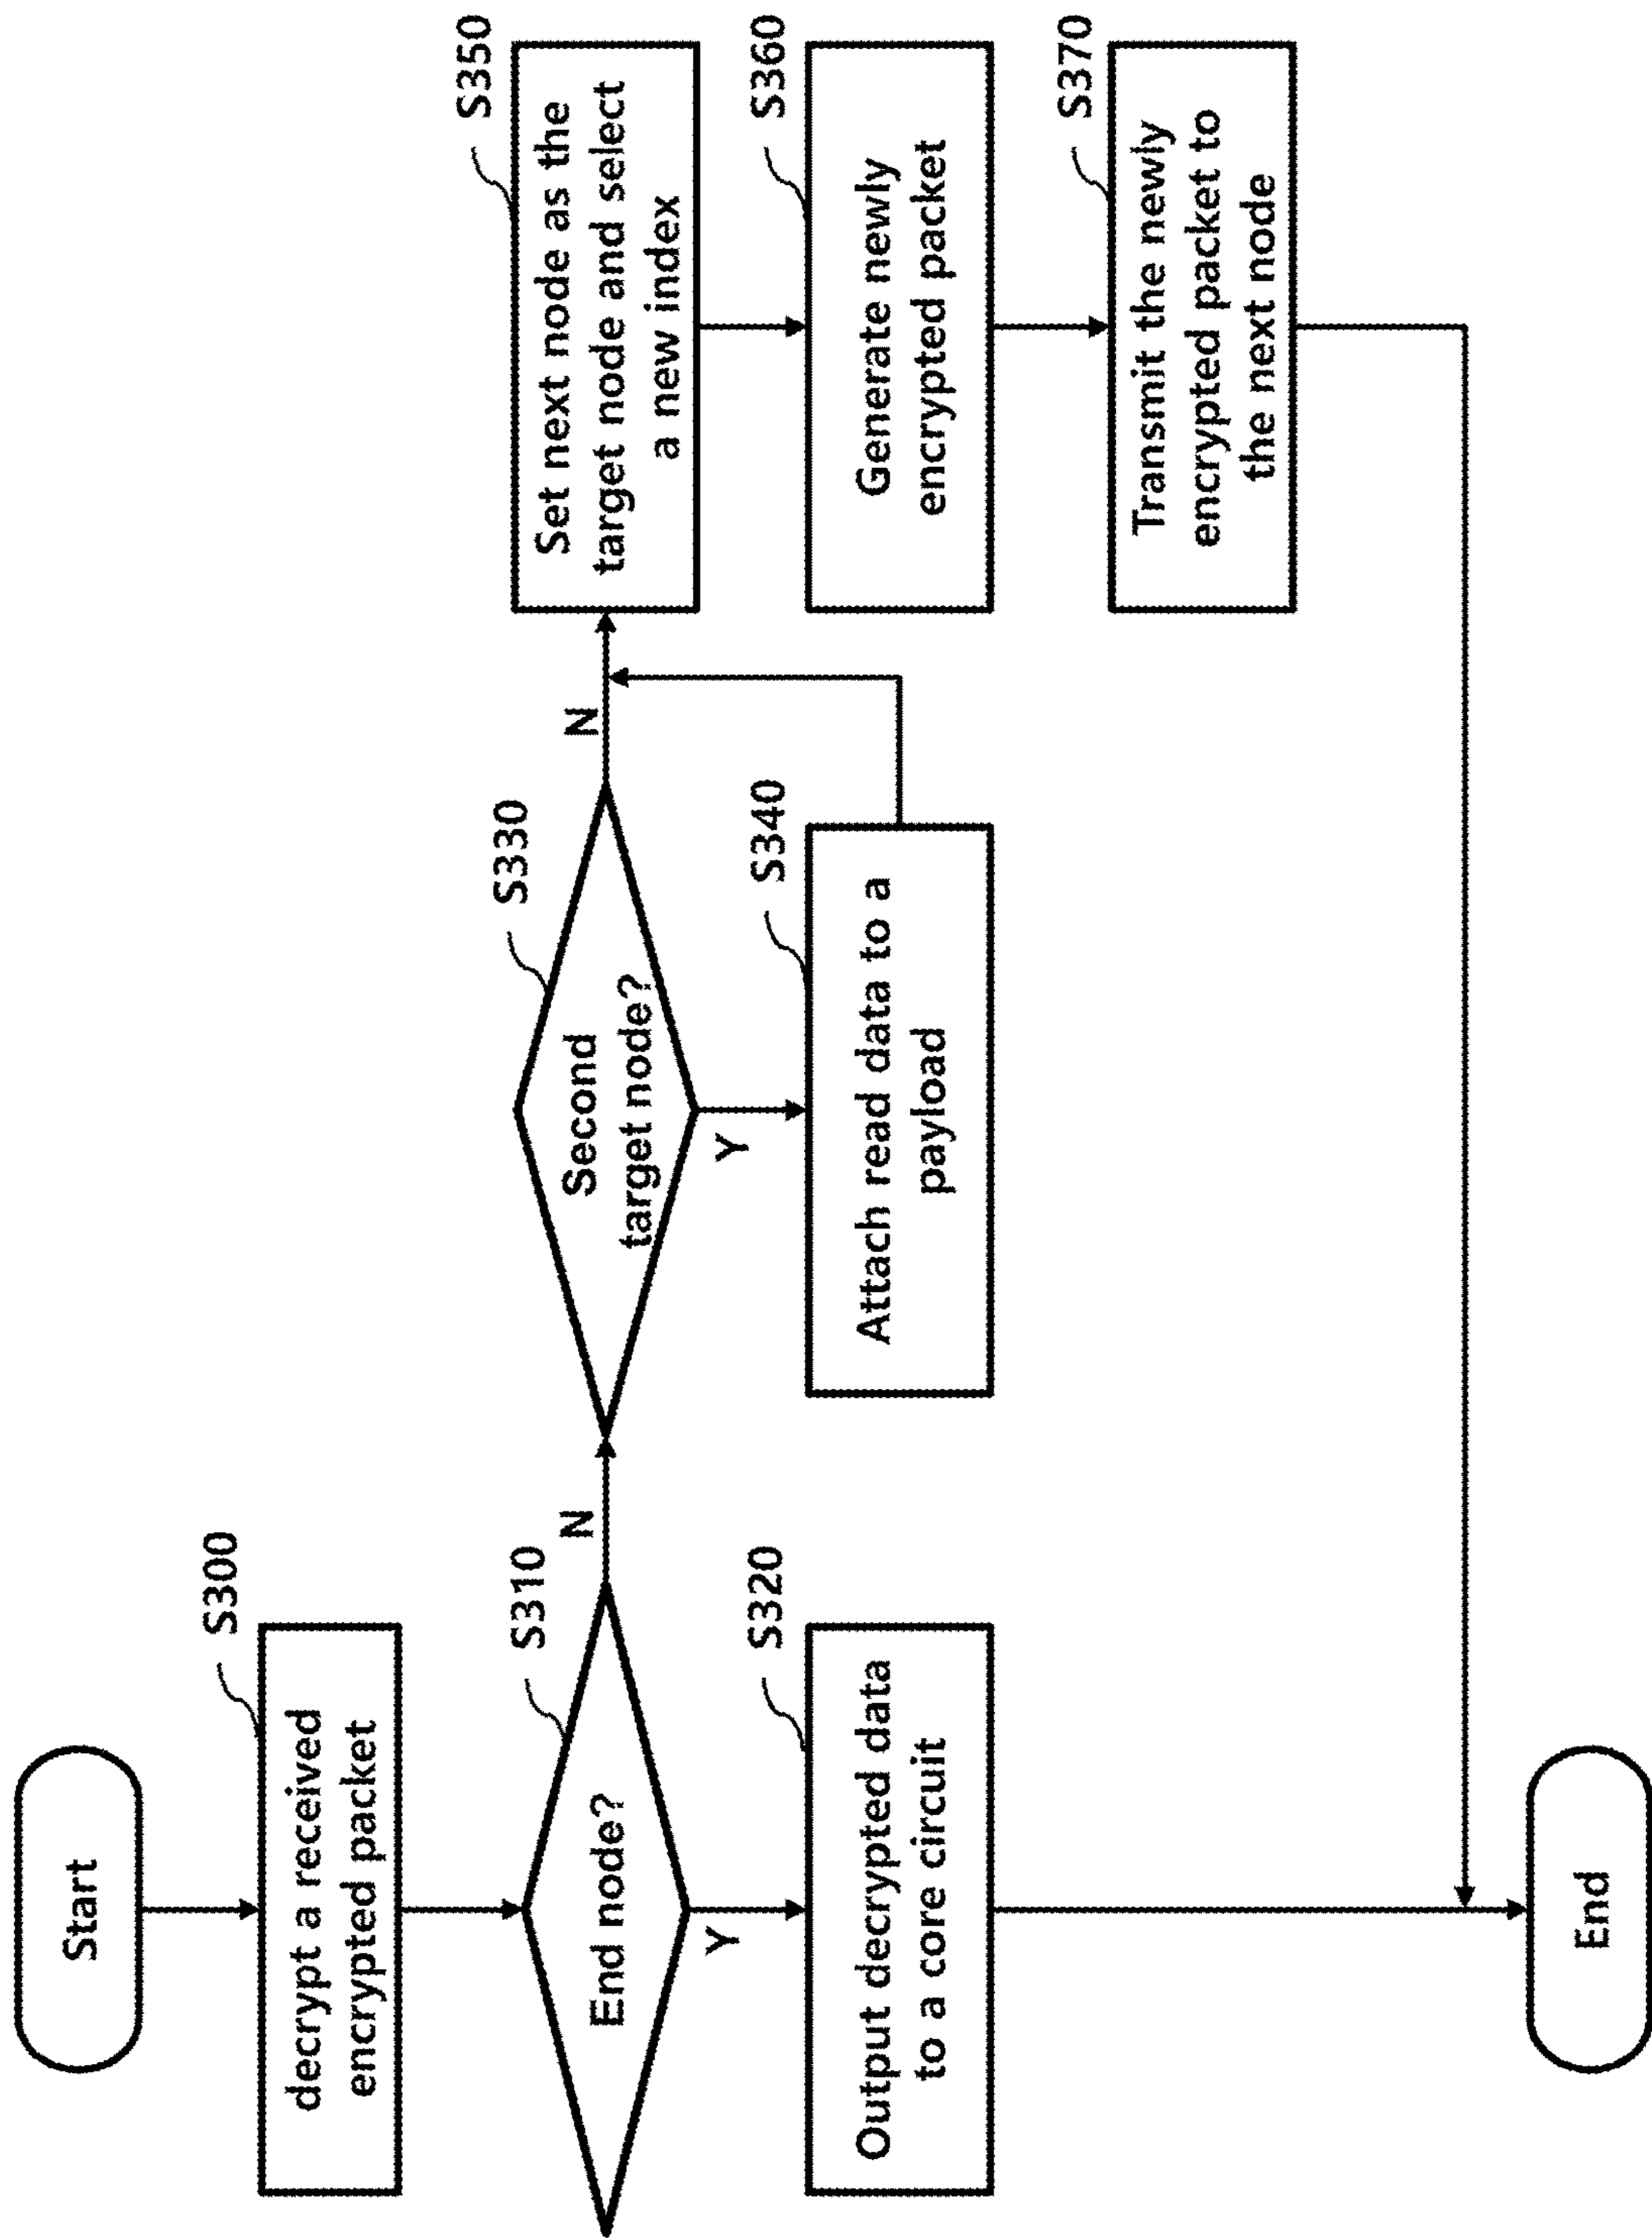 Start
S300
decrypt a received
encrypted packet
S310
End node?
N
Y
S320
Output decrypted data
to a core circuit
S330
Second
target node?
N
Y
S340
Attach read data to a
payload
S350
Set next node as the
target node and select
a new index
S360
Generate newly
encrypted packet
S370
Transmit the newly
encrypted packet to
the next node
End